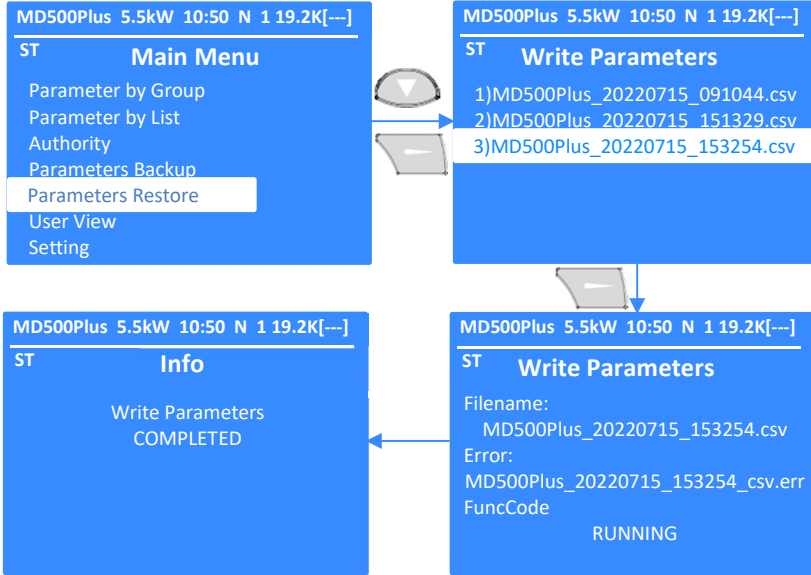 MD500Plus 5.5kW 10:50 N 1 19.2K[---]
ST
Main Menu
Parameter by Group
Parameter by List
Authority
Parameters Backup
Parameters Restore
User View
Setting
MD500Plus 5.5kW 10:50 N 1 19.2K[---]
ST
Write Parameters
1)MD500Plus_20220715_091044.csv
2)MD500Plus_20220715_151329.csv
3)MD500Plus_20220715_153254.csv
MD500Plus 5.5kW 10:50 N 1 19.2K[---]
ST
Info
Write Parameters
COMPLETED
MD500Plus 5.5kW 10:50 N 1 19.2K[---]
ST
Write Parameters
Filename:
MD500Plus_20220715_153254.csv
Error:
MD500Plus_20220715_153254_csv.err
FuncCode
RUNNING